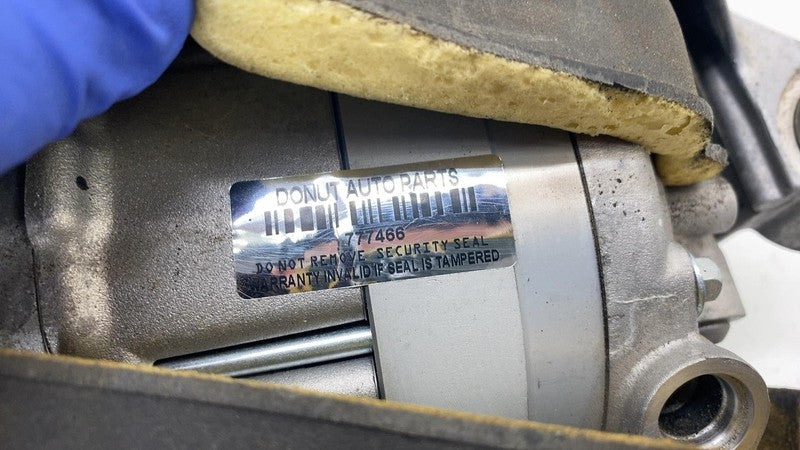 DONUT AUTO PARTS
777466
DO NOT REMOVE SECURITY SEAL
WARRANTY INVALID IF SEAL IS TAMPERED